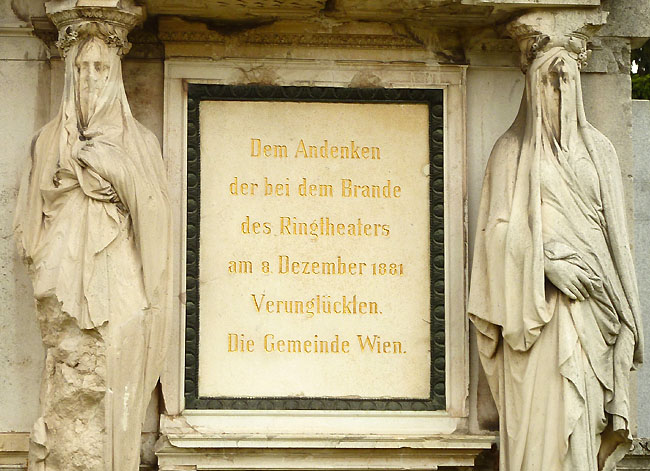 Dem Andenken
der bei dem Brande
des Ringtheaters
am 8. Dezember 1881
Verunglückten.
Die Gemeinde Wien.